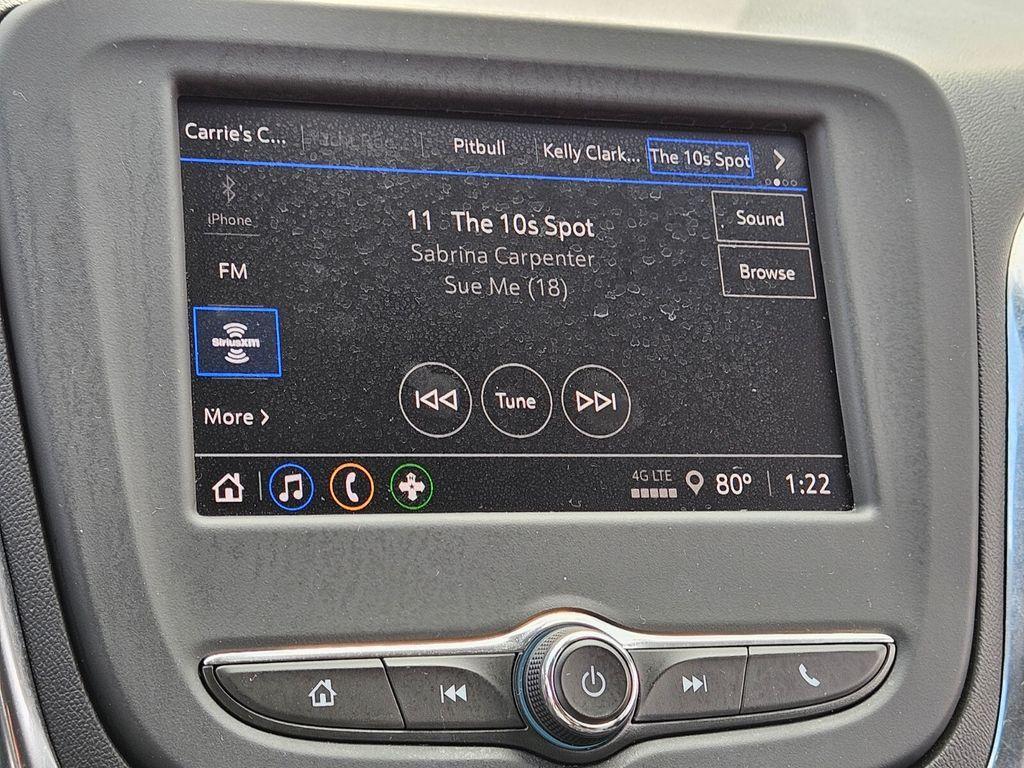 Carrie's C...
Pitbull
Kelly Clark...
The 10s Spot
iPhone
11 The 10s Spot
Sound
Sabrina Carpenter
FM
Browse
Sue Me (18)
SiriusXM
Tune
More
4G LTE
80°
1:22